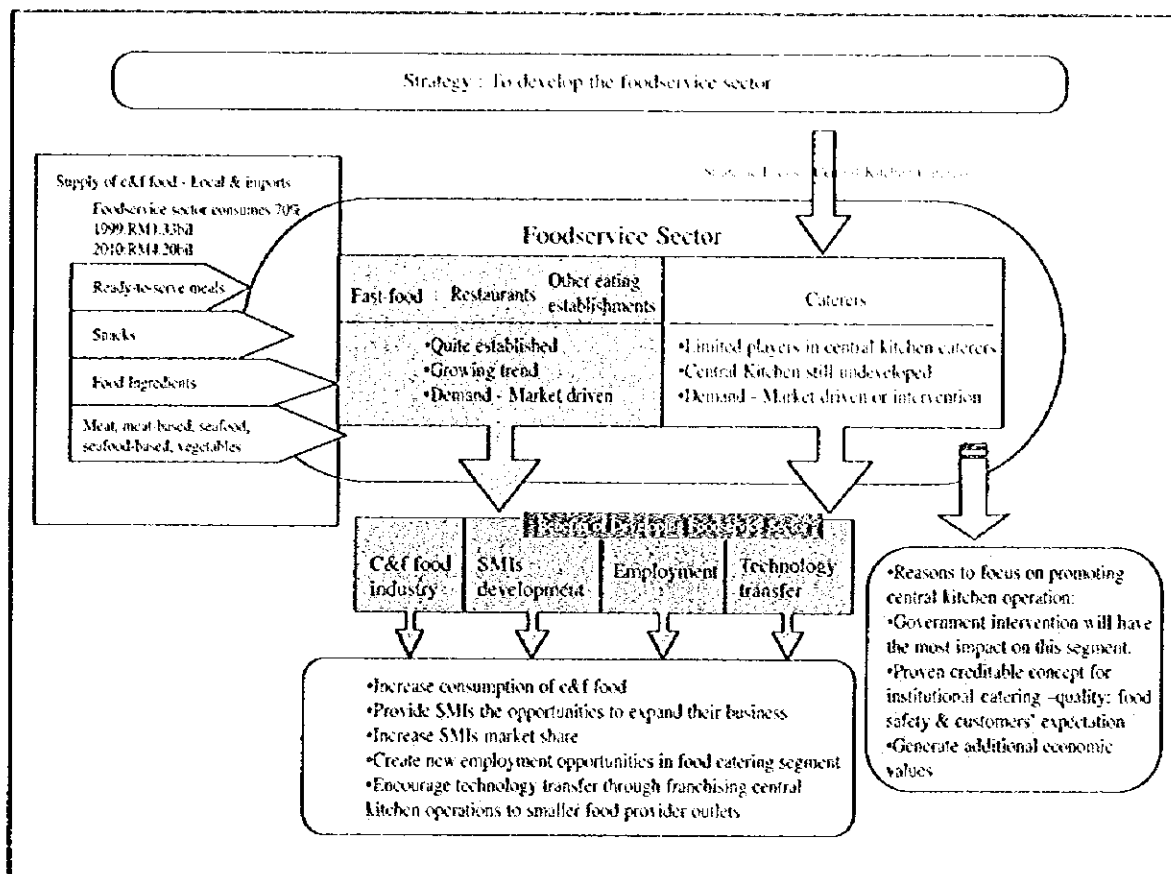 Strategy : To develop the foodservice sector
Supply of c&f food - Local & imports
Foodservice sector consumes 70%
1999:RM1.33bil
2010:RM4.20bil
Ready-to-serve meals
Snacks
Food Ingredients
Meat, meat-based, seafood,
seafood-based, vegetables
Kitchen
Foodservice Sector
Fast-food
Restaurants
Other eating
establishments
Caterers
•Quite established
•Growing trend
•Demand - Market driven
•Limited players in central kitchen caterers
•Central Kitchen still undeveloped
•Demand - Market driven or intervention
C&f food
industry
SMIs
development
Employment
Technology
transfer
•Increase consumption of c&f food
•Provide SMIs the opportunities to expand their business
•Increase SMIs market share
•Create new employment opportunities in food catering segment
•Encourage technology transfer through franchising central
kitchen operations to smaller food provider outlets
•Reasons to focus on promoting
central kitchen operation:
•Government intervention will have
the most impact on this segment.
•Proven creditable concept for
institutional catering –quality: food
safety & customers' expectation
•Generate additional economic
values